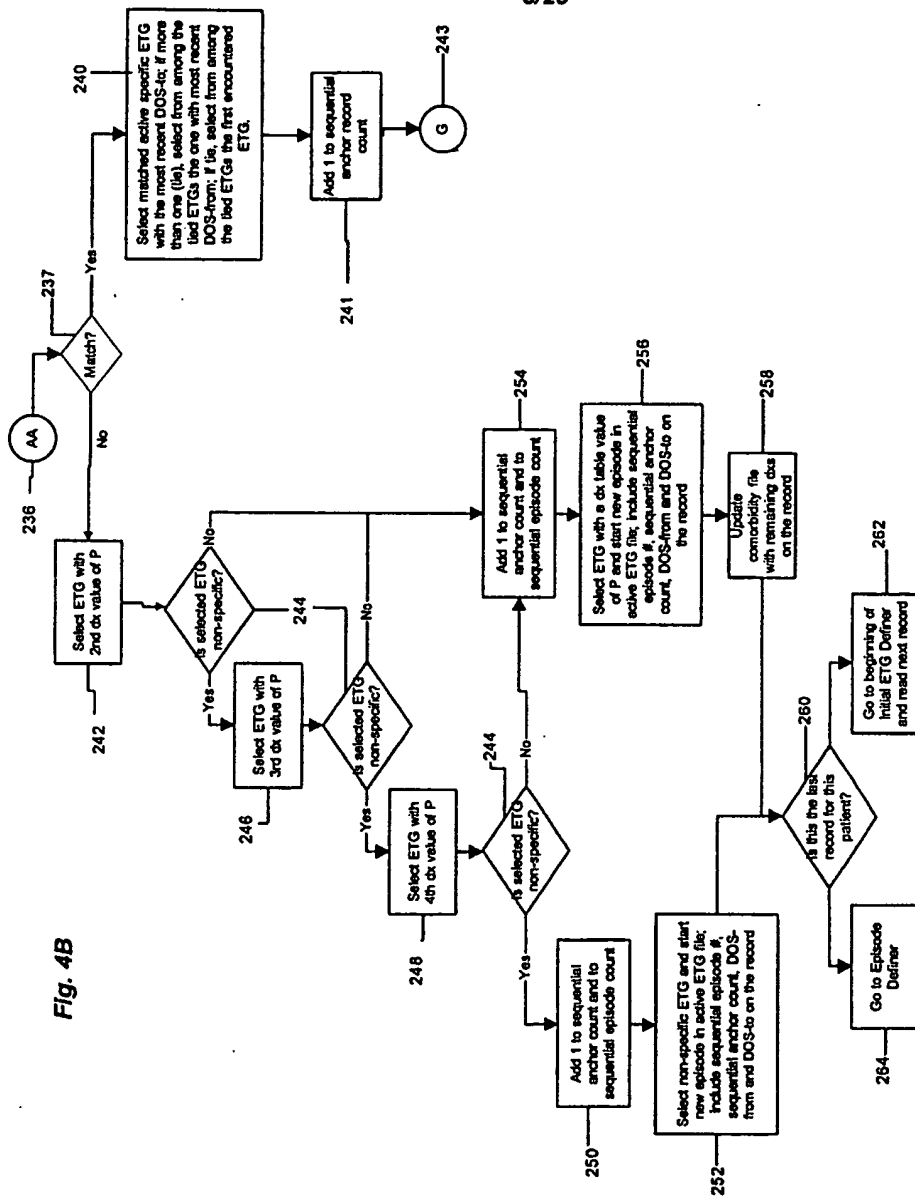 Fig. 4B
236
AA
237
Match?
Yes
No
240
Select matched active specific ETG
with the most recent DOS-to; if more
than one (tie), select from among the
tied ETGs the one with most recent
DOS-from; if tie, select from among
the tied ETGs the first encountered
ETG.
241
Add 1 to sequential
anchor record
count
G
243
242
Select ETG with
2nd dx value of P
Is selected ETG
non-specific?
No
Yes
244
246
Select ETG with
3rd dx value of P
Is selected ETG
non-specific?
No
Yes
248
Select ETG with
4th dx value of P
244
Is selected ETG
non-specific?
No
Yes
250
Add 1 to sequential
anchor count and to
sequential episode count
252
Select non-specific ETG and start
new episode in active ETG file;
include sequential episode #,
sequential anchor count, DOS-
from and DOS-to on the record
254
Add 1 to sequential
anchor count and to
sequential episode count
256
Select ETG with a dx table value
of P and start new episode in
active ETG file; include sequential
episode #, sequential anchor
count, DOS-from and DOS-to on
the record
258
Update
comorbidity file
with remaining dxs
on the record
260
Is this the last
record for this
patient?
262
Go to beginning of
Initial ETG Definer
and read next record
264
Go to Episode
Definer